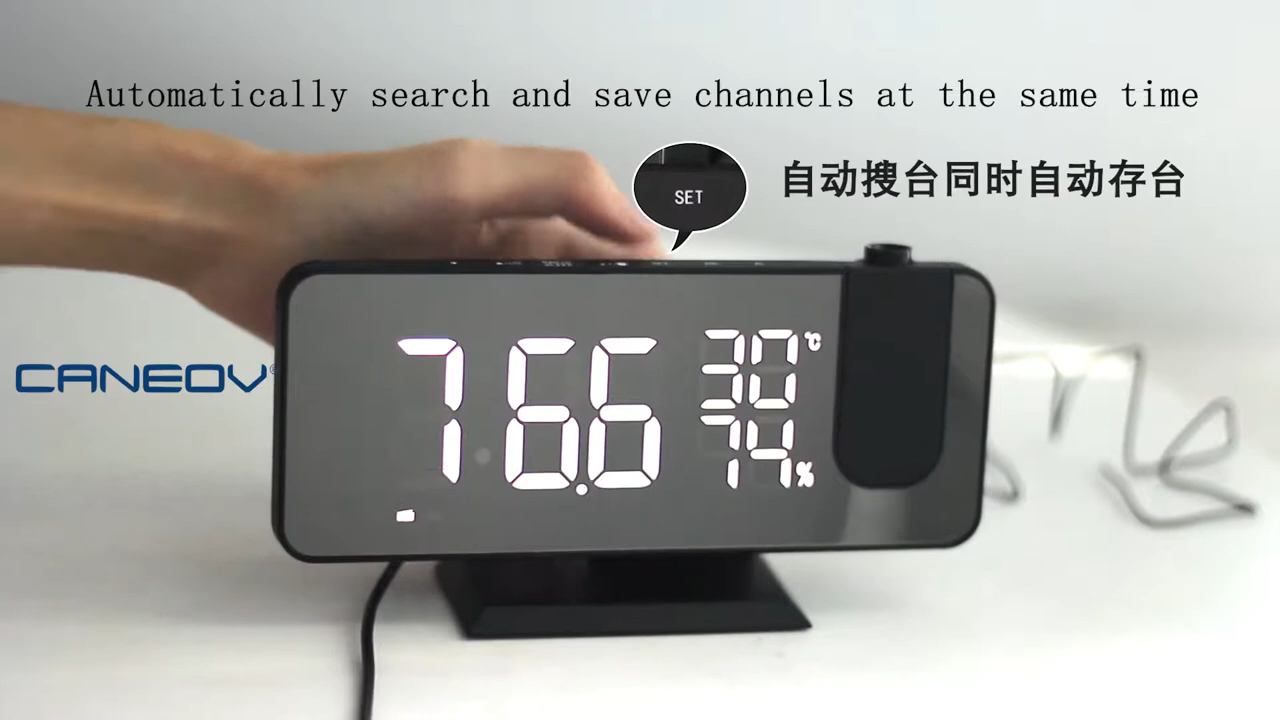 Automatically search and save channels at the same time
SET
自动搜台同时自动存台
CANEOV®
76.6
30 ℃
74 %